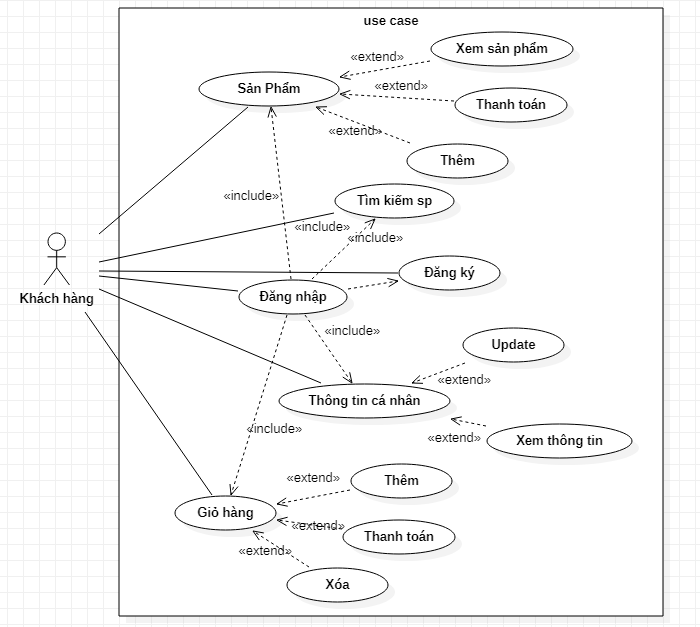 use case
Xem sản phẩm
«extend»
Sản Phẩm
«extend»
Thanh toán
«extend»
Thêm
«include»
Tìm kiếm sp
«include»
«include»
Đăng ký
Khách hàng
Đăng nhập
«include»
Update
«extend»
Thông tin cá nhân
«include»
«extend»
Xem thông tin
«extend»
Thêm
Giỏ hàng
«extend»
Thanh toán
«extend»
Xóa